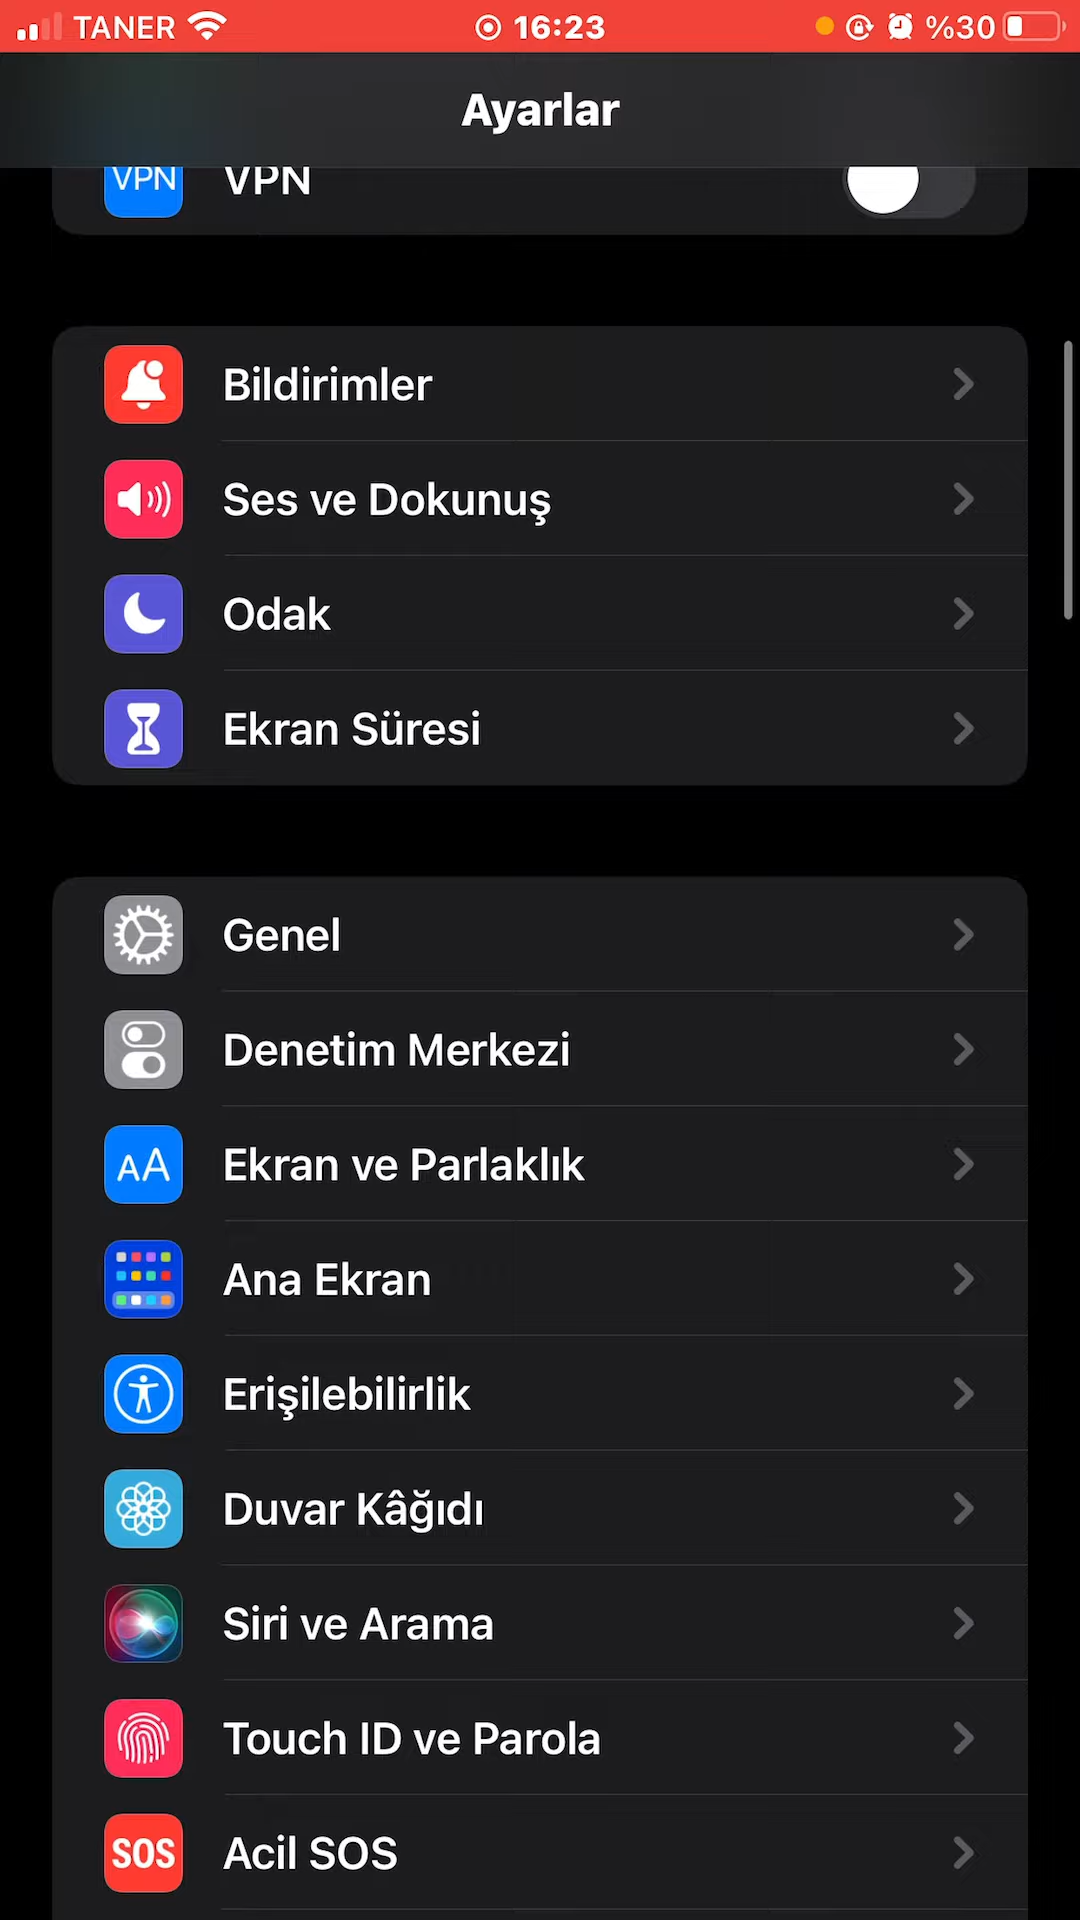 TANER 16:23 %30
Ayarlar
VPN VPN
Bildirimler
Ses ve Dokunuş
Odak
Ekran Süresi
Genel
Denetim Merkezi
AA Ekran ve Parlaklık
Ana Ekran
Erişilebilirlik
Duvar Kâğıdı
Siri ve Arama
Touch ID ve Parola
SOS Acil SOS